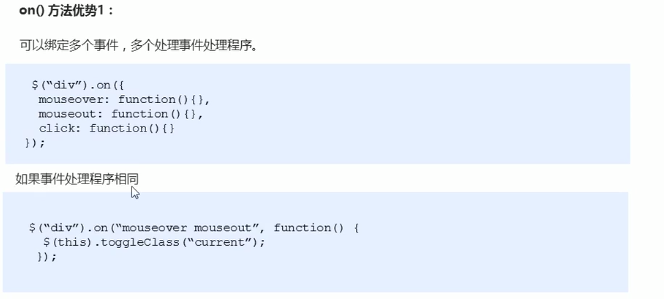 on() 方法优势1：
可以绑定多个事件，多个处理事件处理程序。
$(“div”).on({
mouseover: function(){},
mouseout: function(){},
click: function(){}
});
如果事件处理程序相同
$(“div”).on(“mouseover mouseout”, function() {
$(this).toggleClass(“current”);
});